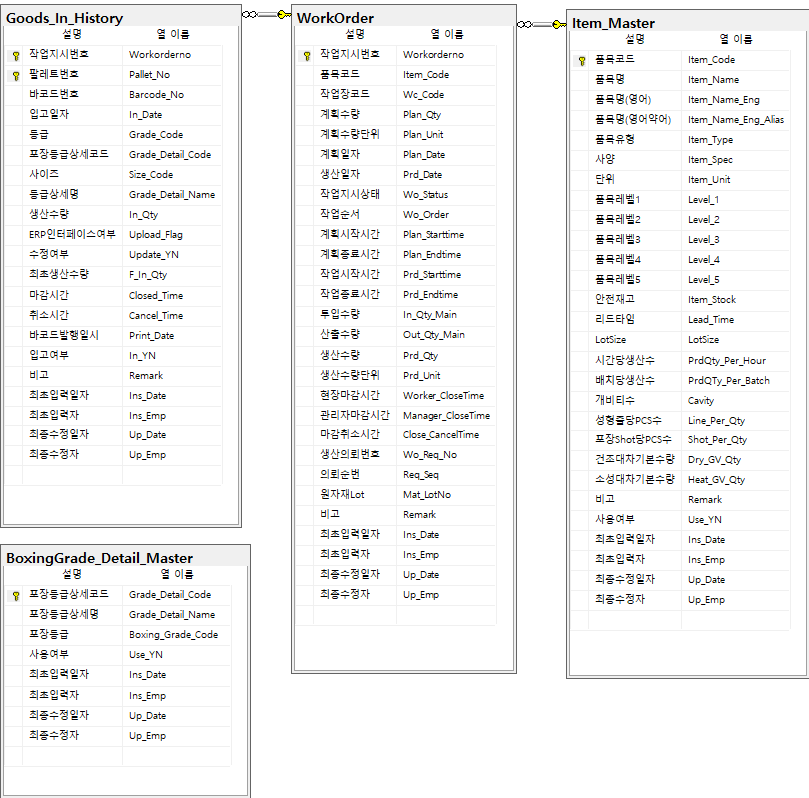 Goods_In_History
설명 열 이름
작업지시번호 Workorderno
팔레트번호 Pallet_No
바코드번호 Barcode_No
입고일자 In_Date
등급 Grade_Code
포장등급상세코드 Grade_Detail_Code
사이즈 Size_Code
등급상세명 Grade_Detail_Name
생산수량 In_Qty
ERP인터페이스여부 Upload_Flag
수정여부 Update_YN
최초생산수량 F_In_Qty
마감시간 Closed_Time
취소시간 Cancel_Time
바코드발행일시 Print_Date
입고여부 In_YN
비고 Remark
최초입력일자 Ins_Date
최초입력자 Ins_Emp
최종수정일자 Up_Date
최종수정자 Up_Emp
BoxingGrade_Detail_Master
설명 열 이름
포장등급상세코드 Grade_Detail_Code
포장등급상세명 Grade_Detail_Name
포장등급 Boxing_Grade_Code
사용여부 Use_YN
최초입력일자 Ins_Date
최초입력자 Ins_Emp
최종수정일자 Up_Date
최종수정자 Up_Emp
WorkOrder
설명 열 이름
작업지시번호 Workorderno
품목코드 Item_Code
작업장코드 Wc_Code
계획수량 Plan_Qty
계획수량단위 Plan_Unit
계획일자 Plan_Date
생산일자 Prd_Date
작업지시상태 Wo_Status
작업순서 Wo_Order
계획시작시간 Plan_Starttime
계획종료시간 Plan_Endtime
작업시작시간 Prd_Starttime
작업종료시간 Prd_Endtime
투입수량 In_Qty_Main
산출수량 Out_Qty_Main
생산수량 Prd_Qty
생산수량단위 Prd_Unit
현장마감시간 Worker_CloseTime
관리자마감시간 Manager_CloseTime
마감취소시간 Close_CancelTime
생산의뢰번호 Wo_Req_No
의뢰순번 Req_Seq
원자재Lot Mat_LotNo
비고 Remark
최초입력일자 Ins_Date
최초입력자 Ins_Emp
최종수정일자 Up_Date
최종수정자 Up_Emp
Item_Master
설명 열 이름
품목코드 Item_Code
품목명 Item_Name
품목명(영어) Item_Name_Eng
품목명(영어약어) Item_Name_Eng_Alias
품목유형 Item_Type
사양 Item_Spec
단위 Item_Unit
품목레벨1 Level_1
품목레벨2 Level_2
품목레벨3 Level_3
품목레벨4 Level_4
품목레벨5 Level_5
안전재고 Item_Stock
리드타임 Lead_Time
LotSize LotSize
시간당생산수 PrdQty_Per_Hour
배치당생산수 PrdQTy_Per_Batch
개비티수 Cavity
성형줄당PCS수 Line_Per_Qty
포장Shot당PCS수 Shot_Per_Qty
건조대차기본수량 Dry_GV_Qty
소성대차기본수량 Heat_GV_Qty
비고 Remark
사용여부 Use_YN
최초입력일자 Ins_Date
최초입력자 Ins_Emp
최종수정일자 Up_Date
최종수정자 Up_Emp